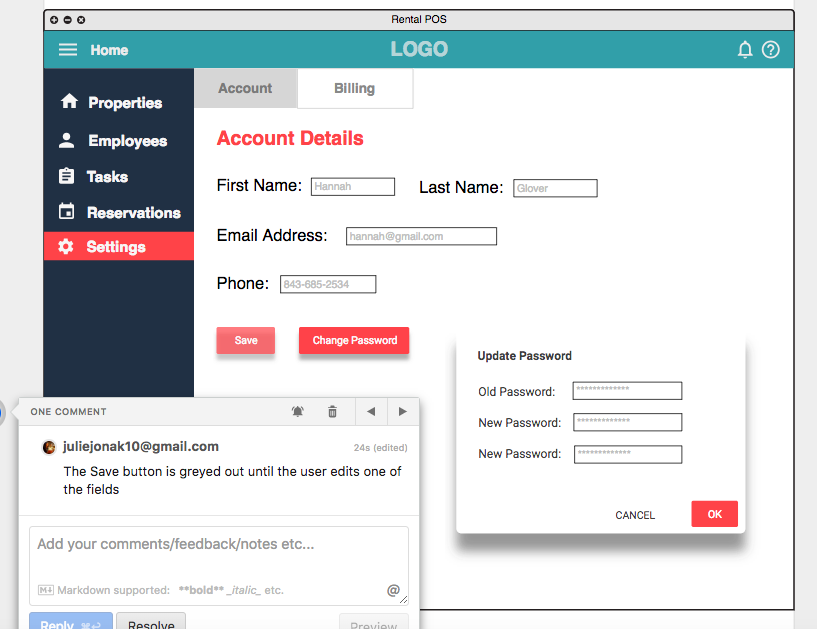 Rental POS
Home
LOGO
Properties
Employees
Tasks
Reservations
Settings
Account
Billing
Account Details
First Name: Hannah
Last Name: Glover
Email Address: hannah@gmail.com
Phone: 843-685-2534
Save
Change Password
Update Password
Old Password: *************
New Password: *************
New Password: *************
CANCEL
OK
ONE COMMENT
juliejonak10@gmail.com
24s (edited)
The Save button is greyed out until the user edits one of
the fields
Add your comments/feedback/notes etc...
Markdown supported: **bold** _italic_ etc.
@
Reply
Resolve
Preview